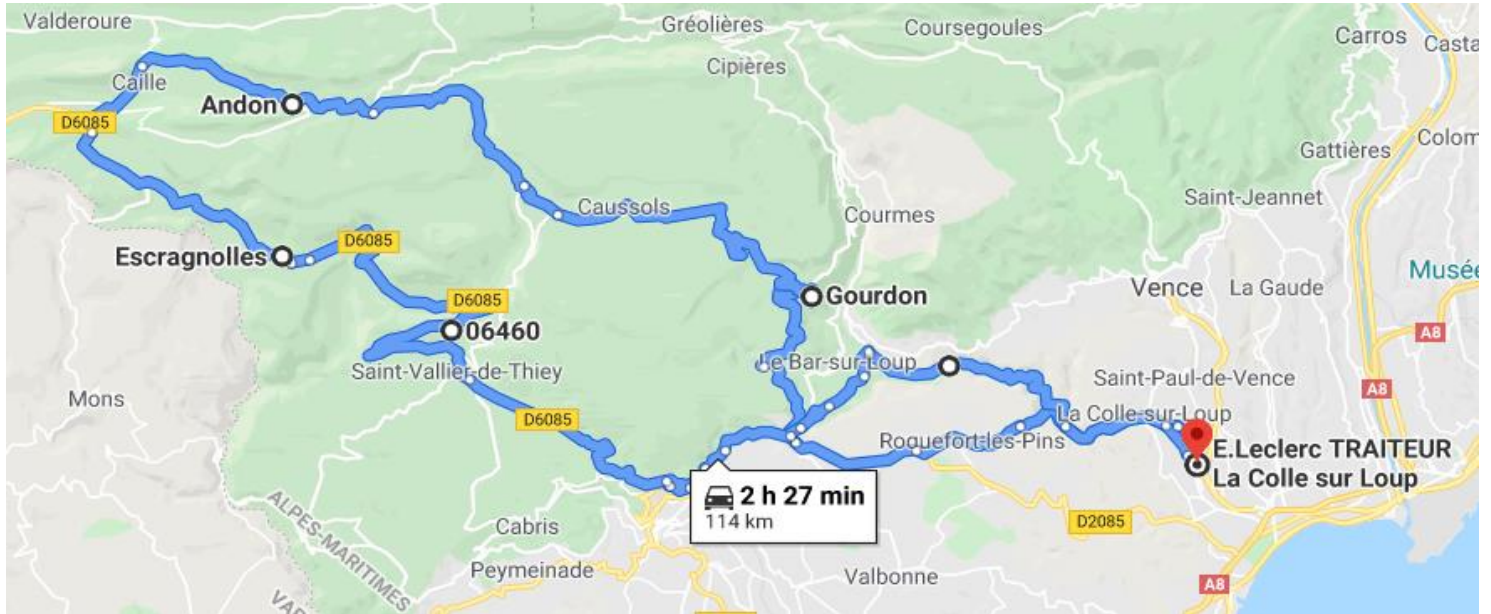 Valderoure
Gréolières
Coursegoules
Carros
Casta
Cipières
Caille
Andon
D6085
Colom
Gattières
Saint-Jeannet
Caussols
Courmes
D6085
Escragnolles
Musée
Vence
La Gaude
D6085
Gourdon
06460
A8
Le Bar-sur-Loup
Saint-Vallier-de-Thiey
Saint-Paul-de-Vence
A8
Mons
La Colle-sur-Loup
D6085
Roquefort-les-Pins
E.Leclerc TRAITEUR
La Colle sur Loup
2 h 27 min
114 km
ALPES-MARITIMES
VAR
Cabris
D2085
Peymeinade
Valbonne
A8